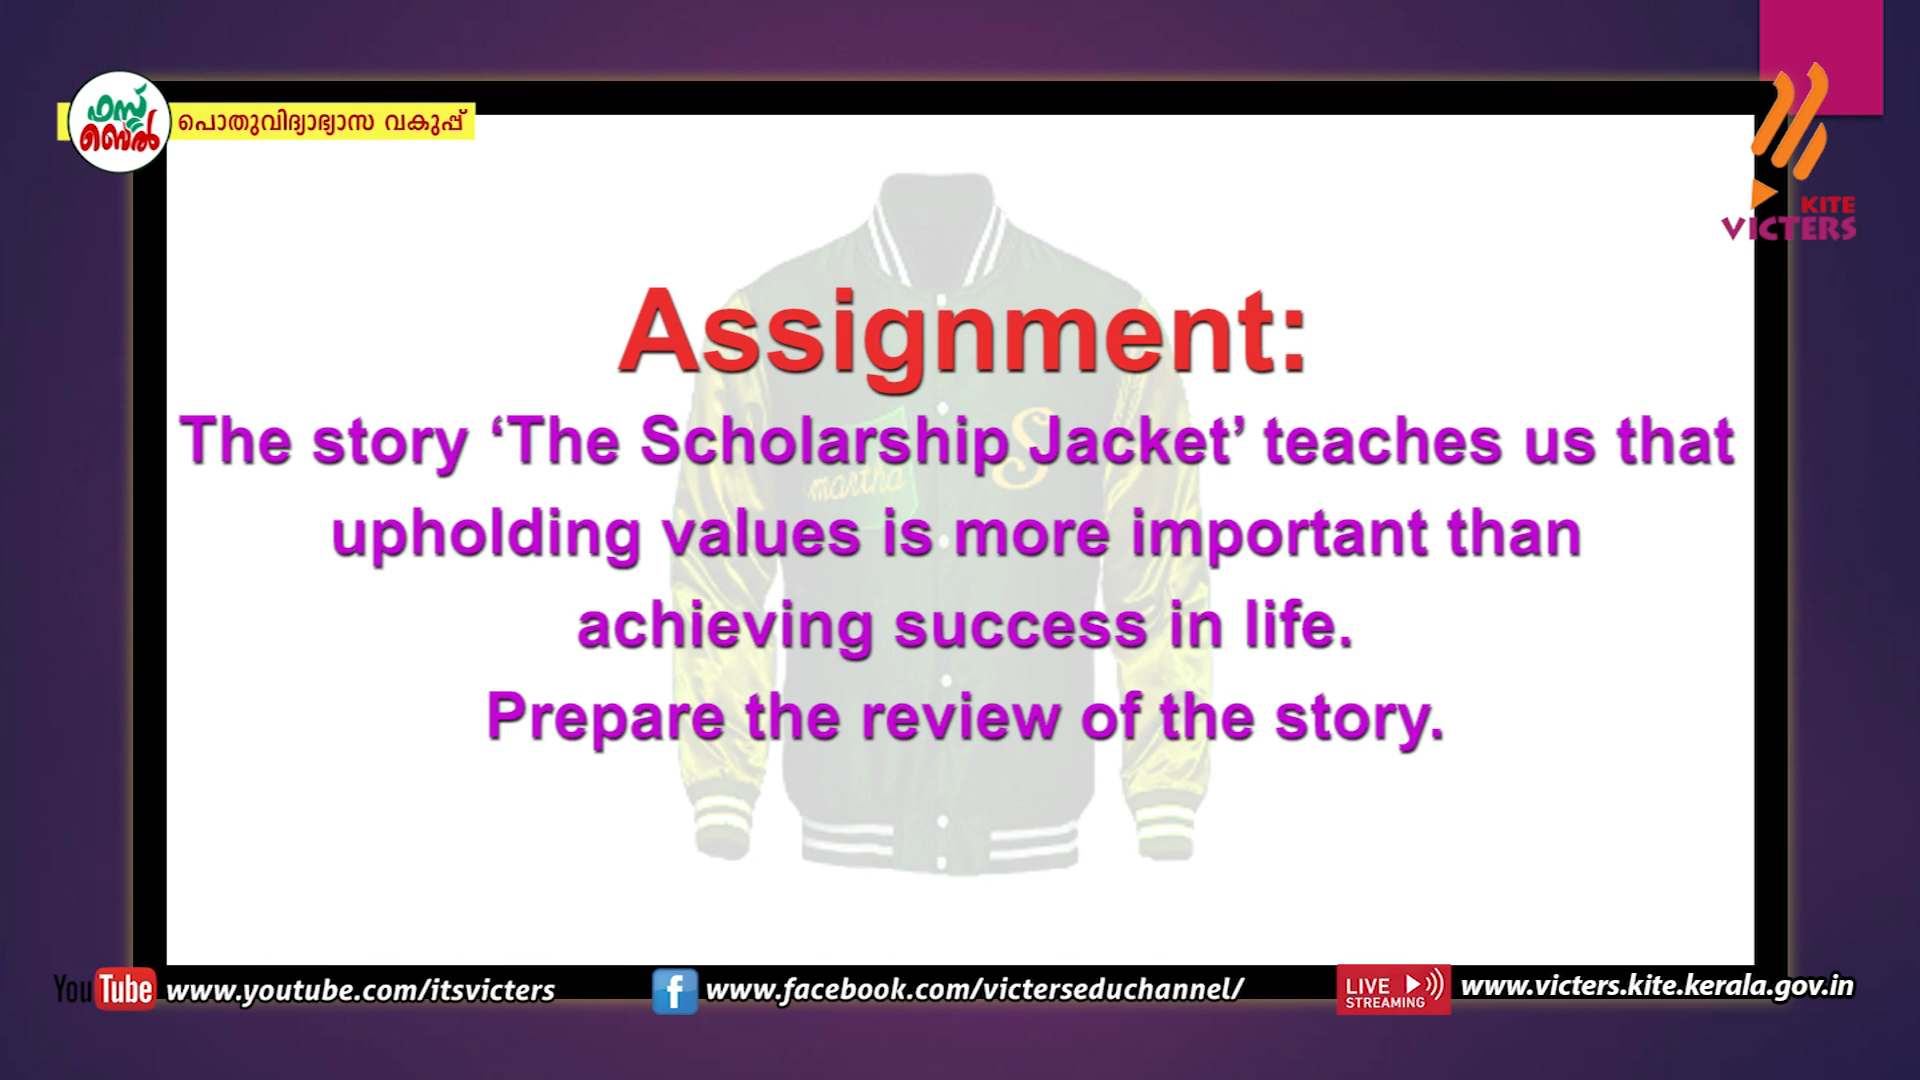 ഫസ്റ്റ്
ബെൽ
പൊതുവിദ്യാഭ്യാസ വകുപ്പ്
KITE
VICTERS
Assignment:
The story ‘The Scholarship Jacket’ teaches us that
upholding values is more important than
achieving success in life.
Prepare the review of the story.
martha
S
YouTube www.youtube.com/itsvicters
f www.facebook.com/victerseduchannel/
LIVE
STREAMING
www.victers.kite.kerala.gov.in